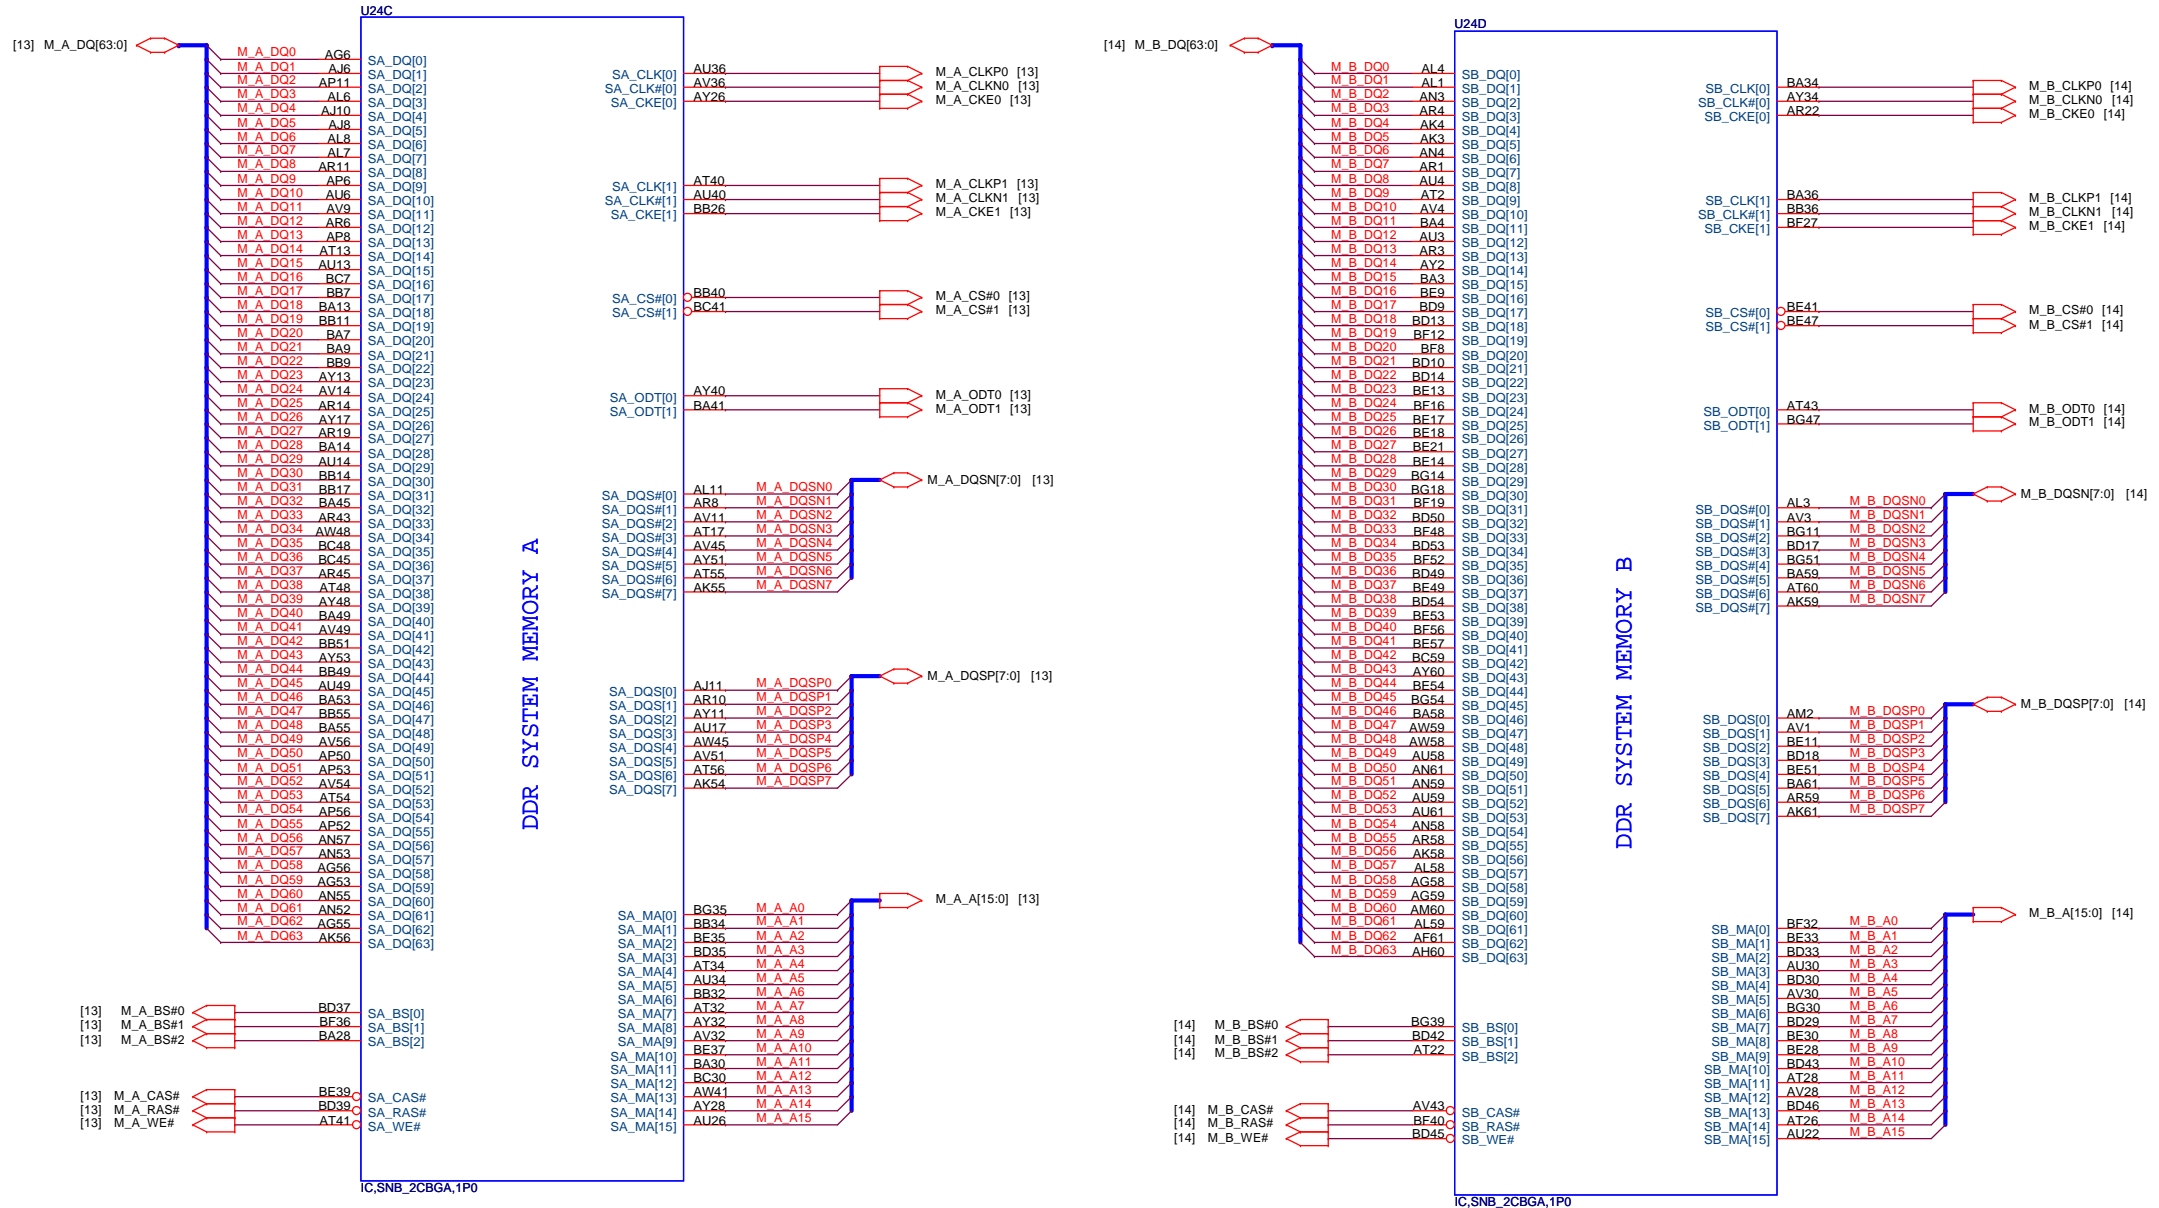 U24C
[13] M_A_DQ[63:0]
M_A_DQ0 AG6 SA_DQ[0]
M_A_DQ1 AJ6 SA_DQ[1]
M_A_DQ2 AP11 SA_DQ[2]
M_A_DQ3 AL6 SA_DQ[3]
M_A_DQ4 AJ10 SA_DQ[4]
M_A_DQ5 AJ8 SA_DQ[5]
M_A_DQ6 AL8 SA_DQ[6]
M_A_DQ7 AL7 SA_DQ[7]
M_A_DQ8 AR11 SA_DQ[8]
M_A_DQ9 AP6 SA_DQ[9]
M_A_DQ10 AU6 SA_DQ[10]
M_A_DQ11 AV9 SA_DQ[11]
M_A_DQ12 AR6 SA_DQ[12]
M_A_DQ13 AP8 SA_DQ[13]
M_A_DQ14 AT13 SA_DQ[14]
M_A_DQ15 AU13 SA_DQ[15]
M_A_DQ16 BC7 SA_DQ[16]
M_A_DQ17 BB7 SA_DQ[17]
M_A_DQ18 BA13 SA_DQ[18]
M_A_DQ19 BB11 SA_DQ[19]
M_A_DQ20 BA7 SA_DQ[20]
M_A_DQ21 BA9 SA_DQ[21]
M_A_DQ22 BB9 SA_DQ[22]
M_A_DQ23 AY13 SA_DQ[23]
M_A_DQ24 AV14 SA_DQ[24]
M_A_DQ25 AR14 SA_DQ[25]
M_A_DQ26 AY17 SA_DQ[26]
M_A_DQ27 AR19 SA_DQ[27]
M_A_DQ28 BA14 SA_DQ[28]
M_A_DQ29 AU14 SA_DQ[29]
M_A_DQ30 BB14 SA_DQ[30]
M_A_DQ31 BB17 SA_DQ[31]
M_A_DQ32 BA45 SA_DQ[32]
M_A_DQ33 AR43 SA_DQ[33]
M_A_DQ34 AW48 SA_DQ[34]
M_A_DQ35 BC48 SA_DQ[35]
M_A_DQ36 BC45 SA_DQ[36]
M_A_DQ37 AR45 SA_DQ[37]
M_A_DQ38 AT48 SA_DQ[38]
M_A_DQ39 AY48 SA_DQ[39]
M_A_DQ40 BA49 SA_DQ[40]
M_A_DQ41 AV49 SA_DQ[41]
M_A_DQ42 BB51 SA_DQ[42]
M_A_DQ43 AY53 SA_DQ[43]
M_A_DQ44 BB49 SA_DQ[44]
M_A_DQ45 AU49 SA_DQ[45]
M_A_DQ46 BA53 SA_DQ[46]
M_A_DQ47 BB55 SA_DQ[47]
M_A_DQ48 BA55 SA_DQ[48]
M_A_DQ49 AV56 SA_DQ[49]
M_A_DQ50 AP50 SA_DQ[50]
M_A_DQ51 AP53 SA_DQ[51]
M_A_DQ52 AV54 SA_DQ[52]
M_A_DQ53 AT54 SA_DQ[53]
M_A_DQ54 AP56 SA_DQ[54]
M_A_DQ55 AP52 SA_DQ[55]
M_A_DQ56 AN57 SA_DQ[56]
M_A_DQ57 AN53 SA_DQ[57]
M_A_DQ58 AG56 SA_DQ[58]
M_A_DQ59 AG53 SA_DQ[59]
M_A_DQ60 AN55 SA_DQ[60]
M_A_DQ61 AN52 SA_DQ[61]
M_A_DQ62 AG55 SA_DQ[62]
M_A_DQ63 AK56 SA_DQ[63]
[13] M_A_BS#0 BD37 SA_BS[0]
[13] M_A_BS#1 BF36 SA_BS[1]
[13] M_A_BS#2 BA28 SA_BS[2]
[13] M_A_CAS# BE39 SA_CAS#
[13] M_A_RAS# BD39 SA_RAS#
[13] M_A_WE# AT41 SA_WE#
DDR SYSTEM MEMORY A
SA_CLK[0] AU36 M_A_CLKP0 [13]
SA_CLK#[0] AV36 M_A_CLKN0 [13]
SA_CKE[0] AY26 M_A_CKE0 [13]
SA_CLK[1] AT40 M_A_CLKP1 [13]
SA_CLK#[1] AU40 M_A_CLKN1 [13]
SA_CKE[1] BB26 M_A_CKE1 [13]
SA_CS#[0] BB40 M_A_CS#0 [13]
SA_CS#[1] BC41 M_A_CS#1 [13]
SA_ODT[0] AY40 M_A_ODT0 [13]
SA_ODT[1] BA41 M_A_ODT1 [13]
M_A_DQSN[7:0] [13]
SA_DQS#[0] AL11 M_A_DQSN0
SA_DQS#[1] AR8 M_A_DQSN1
SA_DQS#[2] AV11 M_A_DQSN2
SA_DQS#[3] AT17 M_A_DQSN3
SA_DQS#[4] AV45 M_A_DQSN4
SA_DQS#[5] AY51 M_A_DQSN5
SA_DQS#[6] AT55 M_A_DQSN6
SA_DQS#[7] AK55 M_A_DQSN7
M_A_DQSP[7:0] [13]
SA_DQS[0] AJ11 M_A_DQSP0
SA_DQS[1] AR10 M_A_DQSP1
SA_DQS[2] AY11 M_A_DQSP2
SA_DQS[3] AU17 M_A_DQSP3
SA_DQS[4] AW45 M_A_DQSP4
SA_DQS[5] AV51 M_A_DQSP5
SA_DQS[6] AT56 M_A_DQSP6
SA_DQS[7] AK54 M_A_DQSP7
M_A_A[15:0] [13]
SA_MA[0] BG35 M_A_A0
SA_MA[1] BB34 M_A_A1
SA_MA[2] BE35 M_A_A2
SA_MA[3] BD35 M_A_A3
SA_MA[4] AT34 M_A_A4
SA_MA[5] AU34 M_A_A5
SA_MA[6] BB32 M_A_A6
SA_MA[7] AT32 M_A_A7
SA_MA[8] AY32 M_A_A8
SA_MA[9] AV32 M_A_A9
SA_MA[10] BE37 M_A_A10
SA_MA[11] BA30 M_A_A11
SA_MA[12] BC30 M_A_A12
SA_MA[13] AW41 M_A_A13
SA_MA[14] AY28 M_A_A14
SA_MA[15] AU26 M_A_A15
IC,SNB_2CBGA,1P0
U24D
[14] M_B_DQ[63:0]
M_B_DQ0 AL4 SB_DQ[0]
M_B_DQ1 AL1 SB_DQ[1]
M_B_DQ2 AN3 SB_DQ[2]
M_B_DQ3 AR4 SB_DQ[3]
M_B_DQ4 AK4 SB_DQ[4]
M_B_DQ5 AK3 SB_DQ[5]
M_B_DQ6 AN4 SB_DQ[6]
M_B_DQ7 AR1 SB_DQ[7]
M_B_DQ8 AU4 SB_DQ[8]
M_B_DQ9 AT2 SB_DQ[9]
M_B_DQ10 AV4 SB_DQ[10]
M_B_DQ11 BA4 SB_DQ[11]
M_B_DQ12 AU3 SB_DQ[12]
M_B_DQ13 AR3 SB_DQ[13]
M_B_DQ14 AY2 SB_DQ[14]
M_B_DQ15 BA3 SB_DQ[15]
M_B_DQ16 BE9 SB_DQ[16]
M_B_DQ17 BD9 SB_DQ[17]
M_B_DQ18 BD13 SB_DQ[18]
M_B_DQ19 BF12 SB_DQ[19]
M_B_DQ20 BF8 SB_DQ[20]
M_B_DQ21 BD10 SB_DQ[21]
M_B_DQ22 BD14 SB_DQ[22]
M_B_DQ23 BE13 SB_DQ[23]
M_B_DQ24 BF16 SB_DQ[24]
M_B_DQ25 BE17 SB_DQ[25]
M_B_DQ26 BE18 SB_DQ[26]
M_B_DQ27 BE21 SB_DQ[27]
M_B_DQ28 BE14 SB_DQ[28]
M_B_DQ29 BG14 SB_DQ[29]
M_B_DQ30 BG18 SB_DQ[30]
M_B_DQ31 BF19 SB_DQ[31]
M_B_DQ32 BD50 SB_DQ[32]
M_B_DQ33 BF48 SB_DQ[33]
M_B_DQ34 BD53 SB_DQ[34]
M_B_DQ35 BF52 SB_DQ[35]
M_B_DQ36 BD49 SB_DQ[36]
M_B_DQ37 BE49 SB_DQ[37]
M_B_DQ38 BD54 SB_DQ[38]
M_B_DQ39 BE53 SB_DQ[39]
M_B_DQ40 BF56 SB_DQ[40]
M_B_DQ41 BE57 SB_DQ[41]
M_B_DQ42 BC59 SB_DQ[42]
M_B_DQ43 AY60 SB_DQ[43]
M_B_DQ44 BE54 SB_DQ[44]
M_B_DQ45 BG54 SB_DQ[45]
M_B_DQ46 BA58 SB_DQ[46]
M_B_DQ47 AW59 SB_DQ[47]
M_B_DQ48 AW58 SB_DQ[48]
M_B_DQ49 AU58 SB_DQ[49]
M_B_DQ50 AN61 SB_DQ[50]
M_B_DQ51 AN59 SB_DQ[51]
M_B_DQ52 AU59 SB_DQ[52]
M_B_DQ53 AU61 SB_DQ[53]
M_B_DQ54 AN58 SB_DQ[54]
M_B_DQ55 AR58 SB_DQ[55]
M_B_DQ56 AK58 SB_DQ[56]
M_B_DQ57 AL58 SB_DQ[57]
M_B_DQ58 AG58 SB_DQ[58]
M_B_DQ59 AG59 SB_DQ[59]
M_B_DQ60 AM60 SB_DQ[60]
M_B_DQ61 AL59 SB_DQ[61]
M_B_DQ62 AF61 SB_DQ[62]
M_B_DQ63 AH60 SB_DQ[63]
[14] M_B_BS#0 BG39 SB_BS[0]
[14] M_B_BS#1 BD42 SB_BS[1]
[14] M_B_BS#2 AT22 SB_BS[2]
[14] M_B_CAS# AV43 SB_CAS#
[14] M_B_RAS# BF40 SB_RAS#
[14] M_B_WE# BD45 SB_WE#
DDR SYSTEM MEMORY B
SB_CLK[0] BA34 M_B_CLKP0 [14]
SB_CLK#[0] AY34 M_B_CLKN0 [14]
SB_CKE[0] AR22 M_B_CKE0 [14]
SB_CLK[1] BA36 M_B_CLKP1 [14]
SB_CLK#[1] BB36 M_B_CLKN1 [14]
SB_CKE[1] BF27 M_B_CKE1 [14]
SB_CS#[0] BE41 M_B_CS#0 [14]
SB_CS#[1] BE47 M_B_CS#1 [14]
SB_ODT[0] AT43 M_B_ODT0 [14]
SB_ODT[1] BG47 M_B_ODT1 [14]
M_B_DQSN[7:0] [14]
SB_DQS#[0] AL3 M_B_DQSN0
SB_DQS#[1] AV3 M_B_DQSN1
SB_DQS#[2] BG11 M_B_DQSN2
SB_DQS#[3] BD17 M_B_DQSN3
SB_DQS#[4] BG51 M_B_DQSN4
SB_DQS#[5] BA59 M_B_DQSN5
SB_DQS#[6] AT60 M_B_DQSN6
SB_DQS#[7] AK59 M_B_DQSN7
M_B_DQSP[7:0] [14]
SB_DQS[0] AM2 M_B_DQSP0
SB_DQS[1] AV1 M_B_DQSP1
SB_DQS[2] BE11 M_B_DQSP2
SB_DQS[3] BD18 M_B_DQSP3
SB_DQS[4] BE51 M_B_DQSP4
SB_DQS[5] BA61 M_B_DQSP5
SB_DQS[6] AR59 M_B_DQSP6
SB_DQS[7] AK61 M_B_DQSP7
M_B_A[15:0] [14]
SB_MA[0] BF32 M_B_A0
SB_MA[1] BE33 M_B_A1
SB_MA[2] BD33 M_B_A2
SB_MA[3] AU30 M_B_A3
SB_MA[4] BD30 M_B_A4
SB_MA[5] AV30 M_B_A5
SB_MA[6] BG30 M_B_A6
SB_MA[7] BD29 M_B_A7
SB_MA[8] BE30 M_B_A8
SB_MA[9] BE28 M_B_A9
SB_MA[10] BD43 M_B_A10
SB_MA[11] AT28 M_B_A11
SB_MA[12] AV28 M_B_A12
SB_MA[13] BD46 M_B_A13
SB_MA[14] AT26 M_B_A14
SB_MA[15] AU22 M_B_A15
IC,SNB_2CBGA,1P0